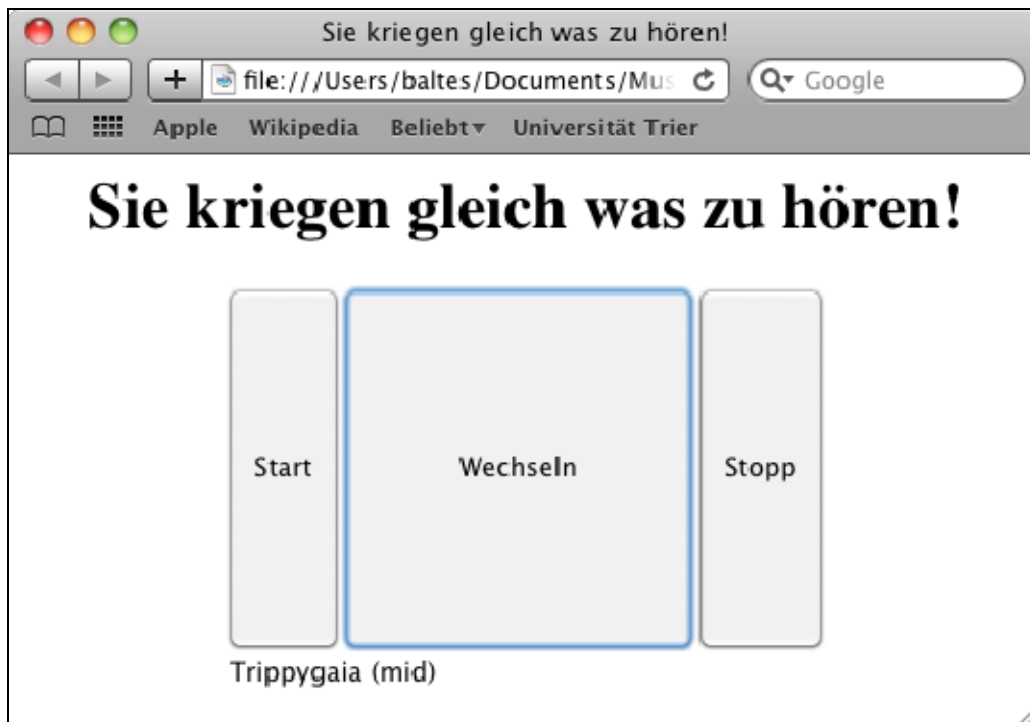 Sie kriegen gleich was zu hören!
file:///Users/baltes/Documents/Mus Google
Apple Wikipedia Beliebt Universität Trier
Sie kriegen gleich was zu hören!
Start Wechseln Stopp
Trippygaia (mid)